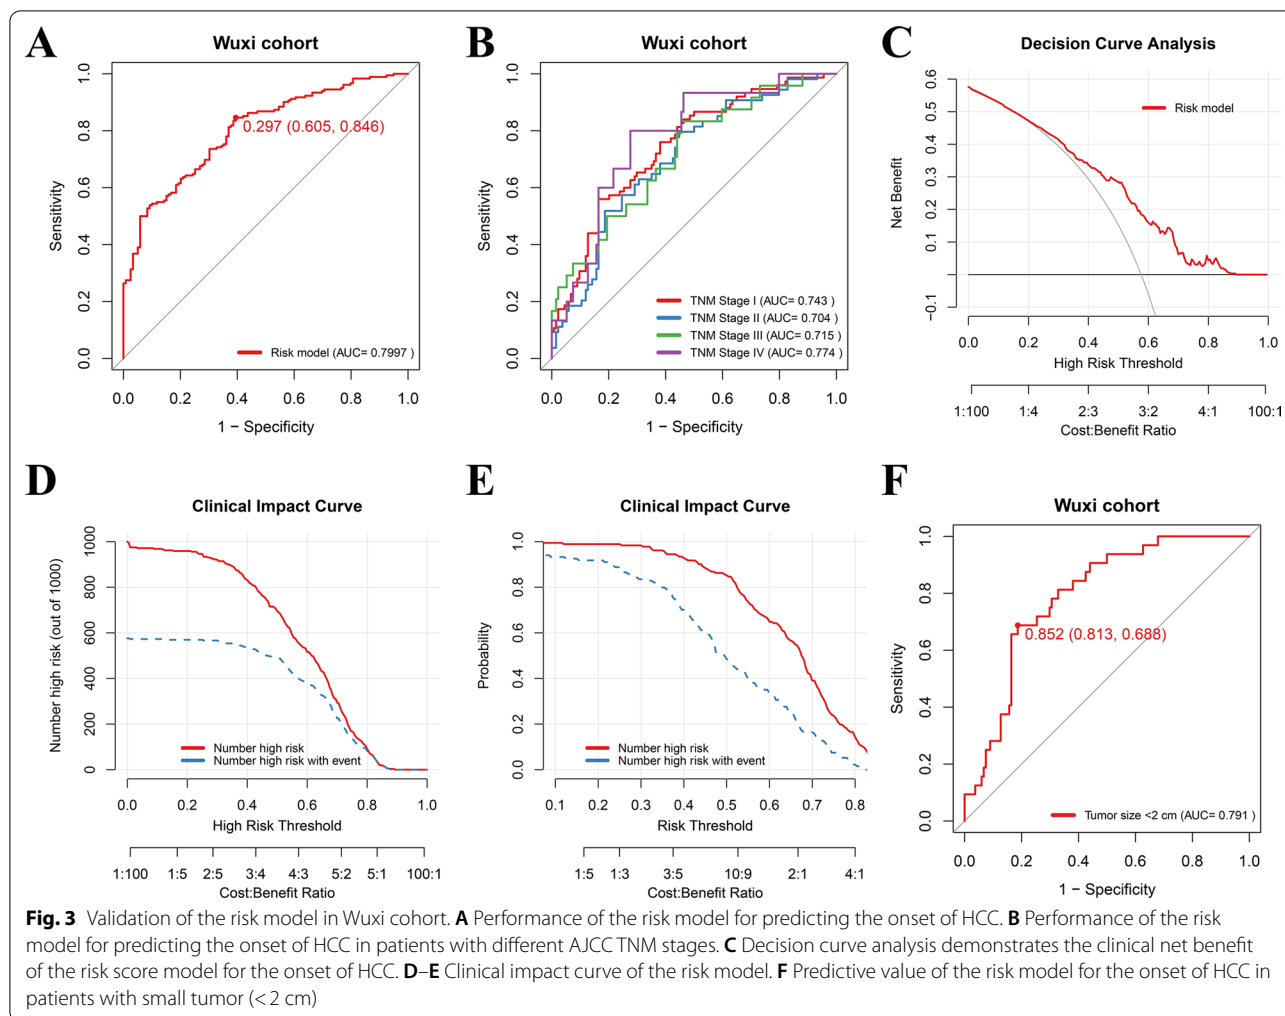 A
Wuxi cohort
Sensitivity
1.0
0.8
0.6
0.4
0.2
0.0
0.297 (0.605, 0.846)
Risk model (AUC= 0.7997 )
0.0 0.2 0.4 0.6 0.8 1.0
1 − Specificity
B
Wuxi cohort
Sensitivity
1.0
0.8
0.6
0.4
0.2
0.0
TNM Stage I (AUC= 0.743 )
TNM Stage II (AUC= 0.704 )
TNM Stage III (AUC= 0.715 )
TNM Stage IV (AUC= 0.774 )
0.0 0.2 0.4 0.6 0.8 1.0
1 − Specificity
C
Decision Curve Analysis
Net Benefit
0.6
0.5
0.4
0.3
0.2
0.1
−0.1
Risk model
0.0 0.2 0.4 0.6 0.8 1.0
High Risk Threshold
1:100 1:4 2:3 3:2 4:1 100:1
Cost:Benefit Ratio
D
Clinical Impact Curve
Number high risk (out of 1000)
1000
800
600
400
200
0
Number high risk
Number high risk with event
0.0 0.2 0.4 0.6 0.8 1.0
High Risk Threshold
1:100 1:5 2:5 3:4 4:3 5:2 5:1 100:1
Cost:Benefit Ratio
E
Clinical Impact Curve
Probability
1.0
0.8
0.6
0.4
0.2
0.0
Number high risk
Number high risk with event
0.1 0.2 0.3 0.4 0.5 0.6 0.7 0.8
Risk Threshold
1:5 1:3 3:5 10:9 2:1 4:1
Cost:Benefit Ratio
F
Wuxi cohort
Sensitivity
1.0
0.8
0.6
0.4
0.2
0.0
0.852 (0.813, 0.688)
Tumor size <2 cm (AUC= 0.791 )
0.0 0.2 0.4 0.6 0.8 1.0
1 − Specificity
Fig. 3 Validation of the risk model in Wuxi cohort. A Performance of the risk model for predicting the onset of HCC. B Performance of the risk
model for predicting the onset of HCC in patients with different AJCC TNM stages. C Decision curve analysis demonstrates the clinical net benefit
of the risk score model for the onset of HCC. D–E Clinical impact curve of the risk model. F Predictive value of the risk model for the onset of HCC in
patients with small tumor (< 2 cm)